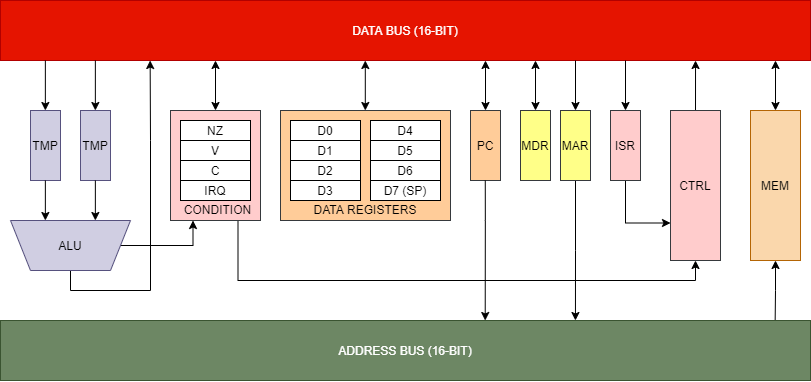 DATA BUS (16-BIT)
TMP
TMP
NZ
V
C
IRQ
CONDITION
D0
D1
D2
D3
D4
D5
D6
D7 (SP)
DATA REGISTERS
PC
MDR
MAR
ISR
CTRL
MEM
ALU
ADDRESS BUS (16-BIT)